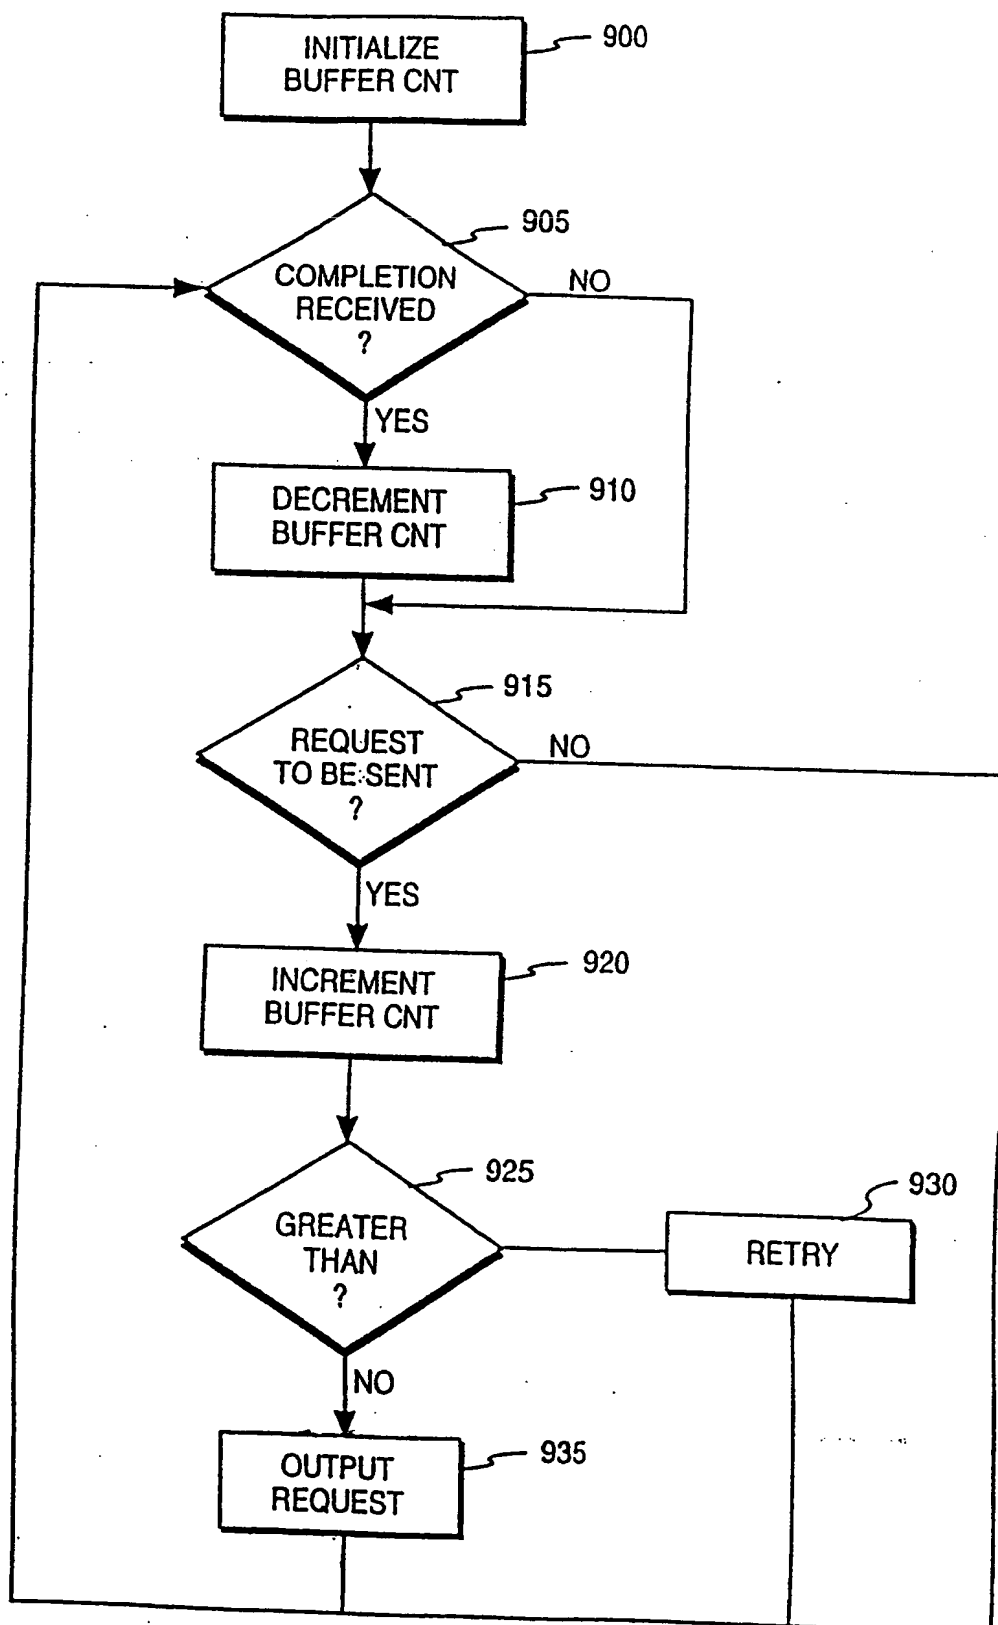 INITIALIZE
BUFFER CNT
900
COMPLETION
RECEIVED
?
905
NO
YES
DECREMENT
BUFFER CNT
910
REQUEST
TO BE SENT
?
915
NO
YES
INCREMENT
BUFFER CNT
920
GREATER
THAN
?
925
RETRY
930
NO
OUTPUT
REQUEST
935